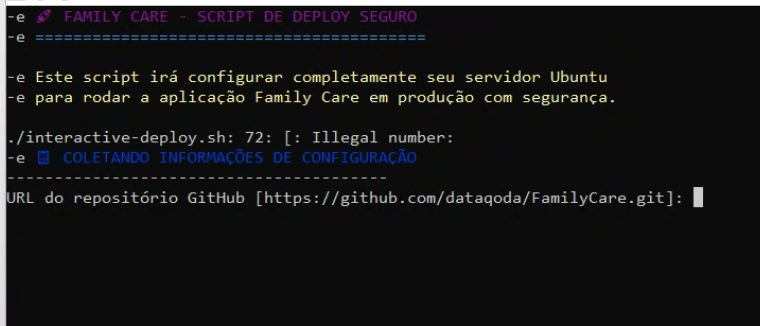 -e 🚀 FAMILY CARE - SCRIPT DE DEPLOY SEGURO
-e =========================================
-e Este script irá configurar completamente seu servidor Ubuntu
-e para rodar a aplicação Family Care em produção com segurança.
./interactive-deploy.sh: 72: [: Illegal number:
-e 📋 COLETANDO INFORMAÇÕES DE CONFIGURAÇÃO
----------------------------------------
URL do repositório GitHub [https://github.com/dataqoda/FamilyCare.git]: